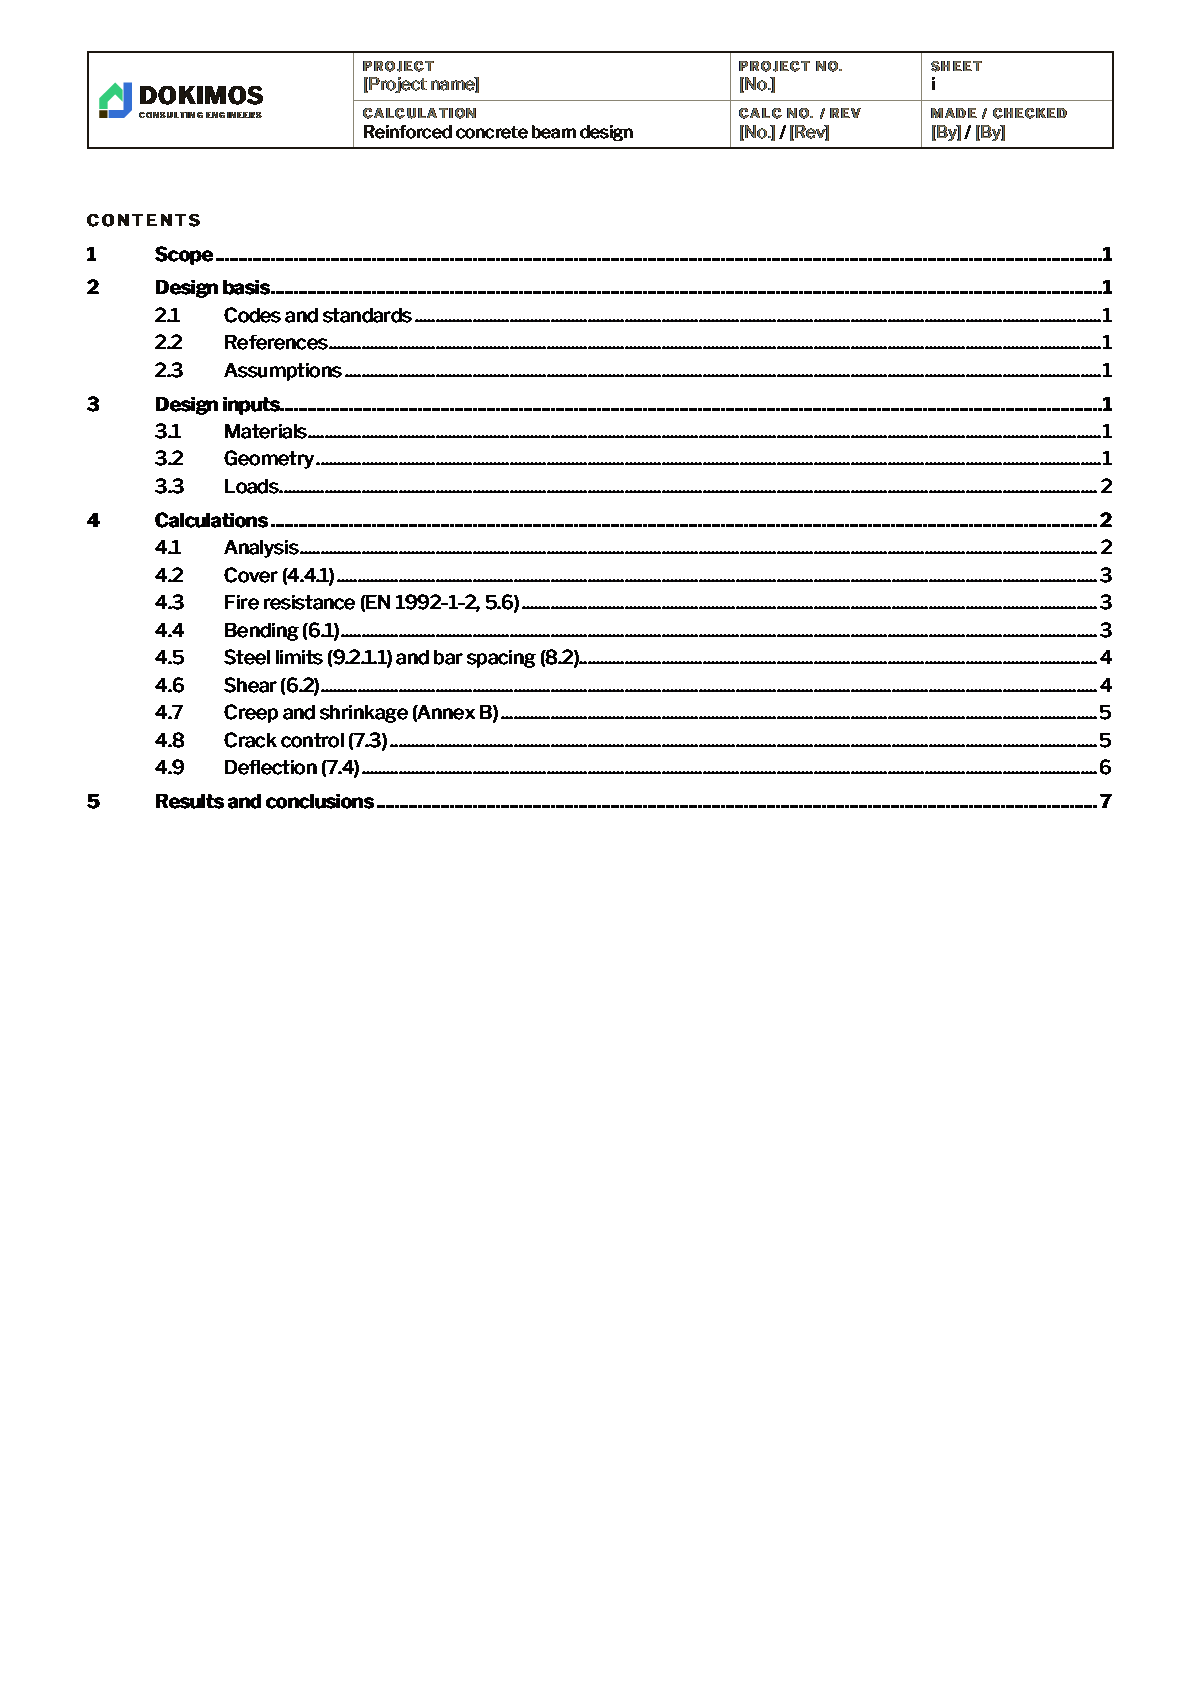 DOKIMOS
CONSULTING ENGINEERS
PROJECT
[Project name]
PROJECT NO.
[No.]
SHEET
i
CALCULATION
Reinforced concrete beam design
CALC NO. / REV
[No.] / [Rev]
MADE / CHECKED
[By] / [By]
CONTENTS
1 Scope 1
2 Design basis 1
2.1 Codes and standards 1
2.2 References 1
2.3 Assumptions 1
3 Design inputs 1
3.1 Materials 1
3.2 Geometry 1
3.3 Loads 2
4 Calculations 2
4.1 Analysis 2
4.2 Cover (4.4.1) 3
4.3 Fire resistance (EN 1992-1-2, 5.6) 3
4.4 Bending (6.1) 3
4.5 Steel limits (9.2.1.1) and bar spacing (8.2) 4
4.6 Shear (6.2) 4
4.7 Creep and shrinkage (Annex B) 5
4.8 Crack control (7.3) 5
4.9 Deflection (7.4) 6
5 Results and conclusions 7